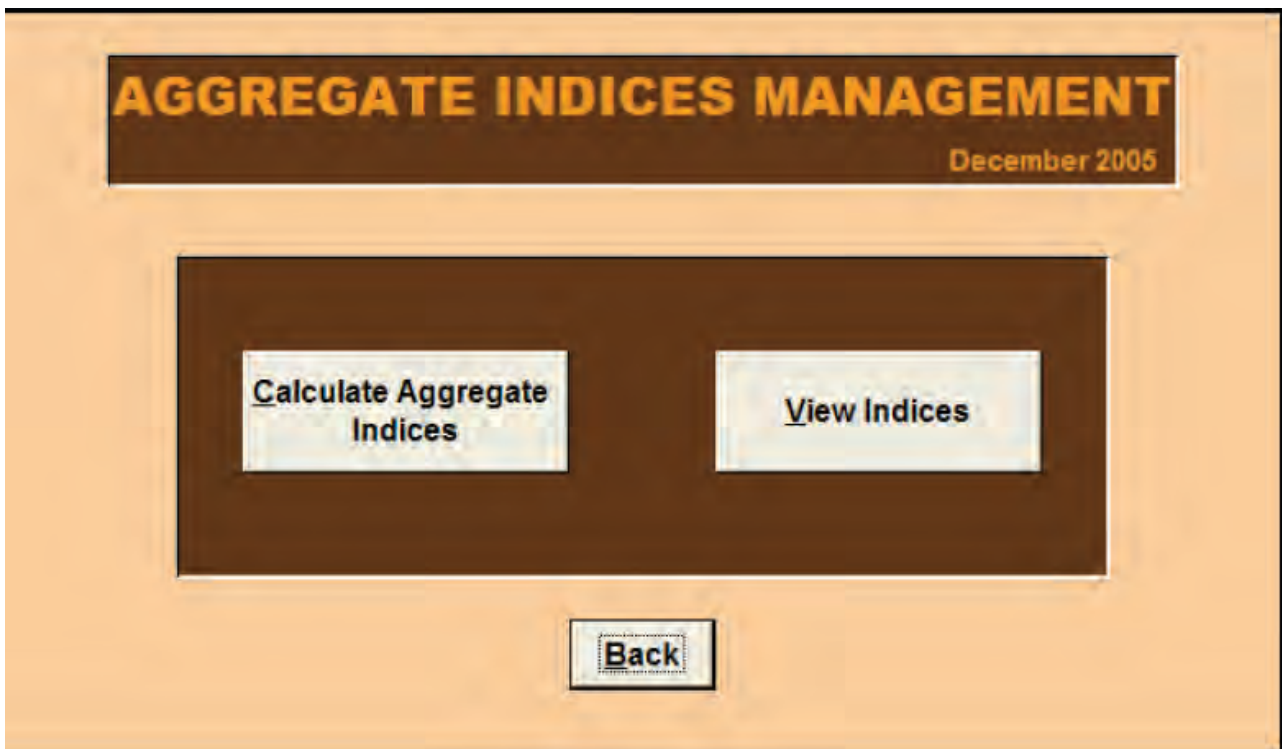 AGGREGATE INDICES MANAGEMENT
December 2005
Calculate Aggregate
Indices
View Indices
Back